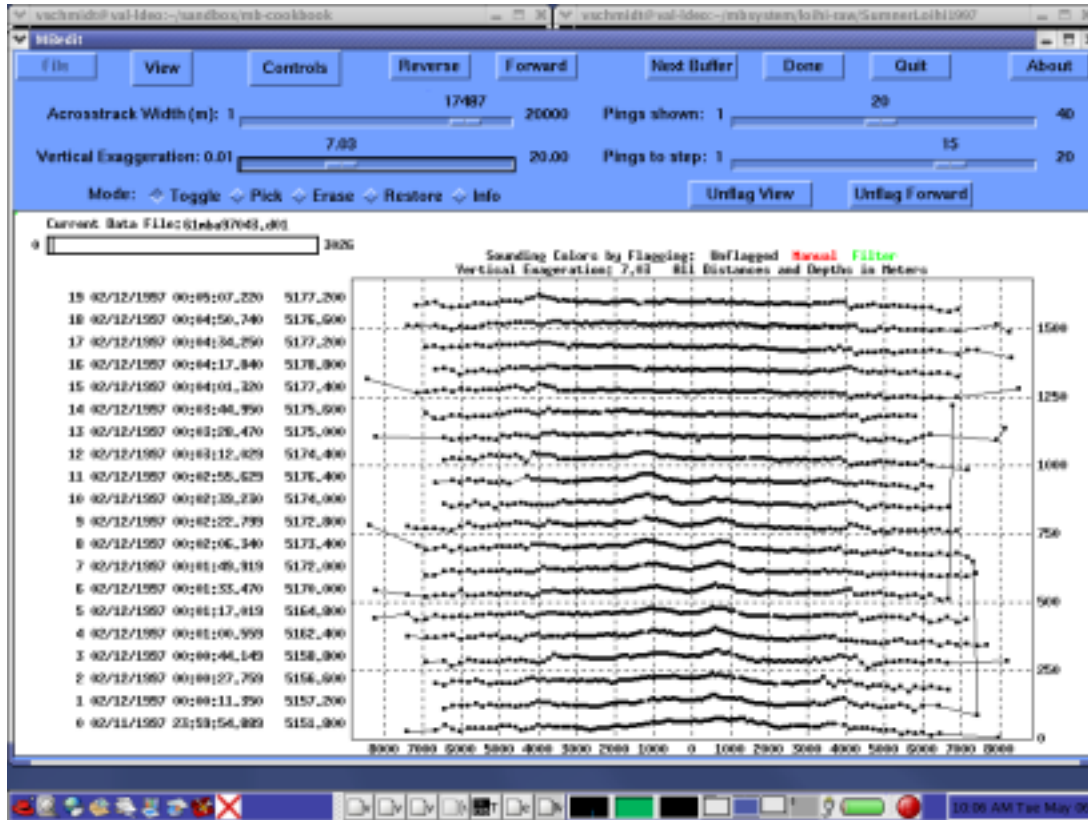 vschmidt@val-ldeo:~/sandbox/mb-cookbook
vschmidt@val-ldeo:~/mbsystem/loihi-raw/SumnerLoihi1997
MBedit
File View Controls Reverse Forward Next Buffer Done Quit About
Acrosstrack Width (m): 1 17487 20000 Pings shown: 1 20 40
Vertical Exaggeration: 0.01 7.03 20.00 Pings to step: 1 15 20
Mode: Toggle Pick Erase Restore Info Unflag View Unflag Forward
Current Data File:
0 3026
Sounding Colors by Flagging: Unflagged Manual Filter
Vertical Exageration: 7.03 All Distances and Depths in Meters
19 02/12/1997 00:05:07.220 5177.200
18 02/12/1997 00:04:50.740 5176.600
17 02/12/1997 00:04:34.250 5177.200
16 02/12/1997 00:04:17.840 5178.800
15 02/12/1997 00:04:01.320 5177.400
14 02/12/1997 00:03:44.950 5175.600
13 02/12/1997 00:03:28.470 5175.000
12 02/12/1997 00:03:12.029 5174.400
11 02/12/1997 00:02:55.629 5176.400
10 02/12/1997 00:02:39.230 5174.000
9 02/12/1997 00:02:22.799 5172.800
8 02/12/1997 00:02:06.340 5173.400
7 02/12/1997 00:01:49.919 5172.000
6 02/12/1997 00:01:33.470 5170.000
5 02/12/1997 00:01:17.019 5164.800
4 02/12/1997 00:01:00.559 5162.400
3 02/12/1997 00:00:44.149 5158.800
2 02/12/1997 00:00:27.759 5156.600
1 02/12/1997 00:00:11.350 5157.200
0 02/11/1997 23:59:54.889 5151.800
1500
1250
1000
750
500
250
0
8000 7000 6000 5000 4000 3000 2000 1000 0 1000 2000 3000 4000 5000 6000 7000 8000
10:06 AM Tue May 06